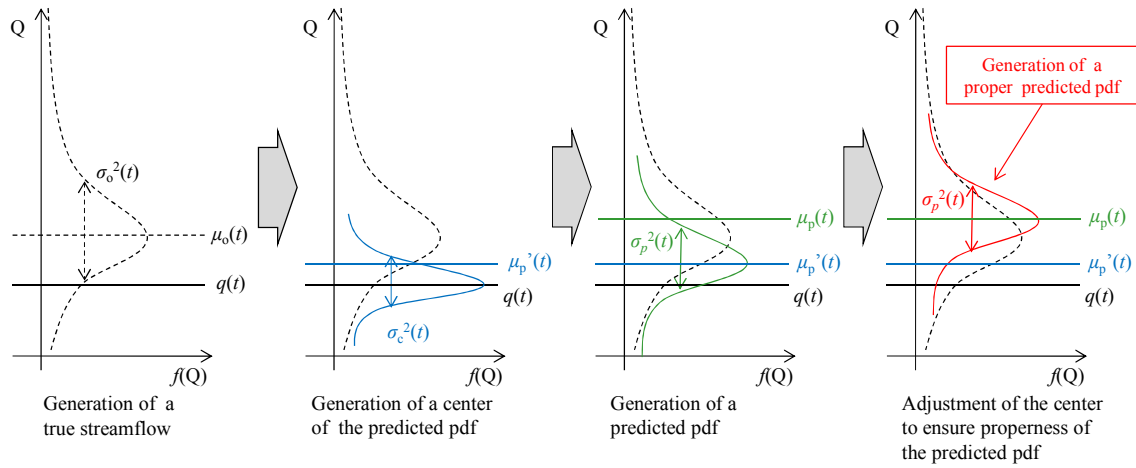 Q
σₒ²(t)
μₒ(t)
q(t)
f(Q)
Generation of a
true streamflow
Q
μₚ'(t)
q(t)
σ_c²(t)
f(Q)
Generation of a center
of the predicted pdf
Q
μₚ(t)
σₚ²(t)
μₚ'(t)
q(t)
f(Q)
Generation of a
predicted pdf
Q
Generation of a
proper predicted pdf
σₚ²(t)
μₚ(t)
μₚ'(t)
q(t)
f(Q)
Adjustment of the center
to ensure properness of
the predicted pdf